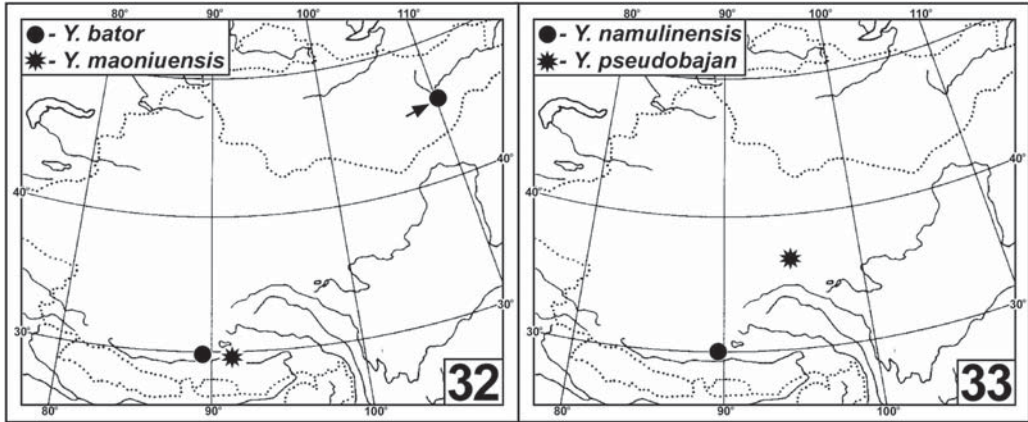 80° 90° 100° 110°
● - Y. bator
✸ - Y. maoniuensis
40° 40°
30° 30°
32
80° 90° 100°
80° 90° 100° 110°
● - Y. namulinensis
✸ - Y. pseudobajan
40° 40°
30° 30°
33
80° 90° 100°